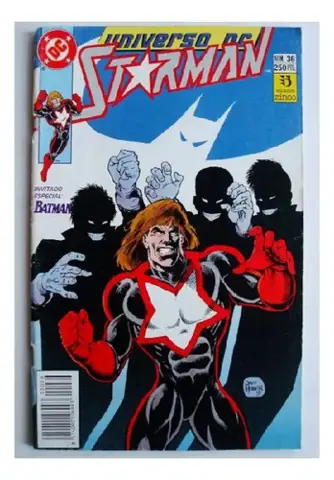 DC
universo DC
STARMAN
NUM. 36
250 PTS.
EDICIONES
zinco
INVITADO
ESPECIAL:
BATMAN